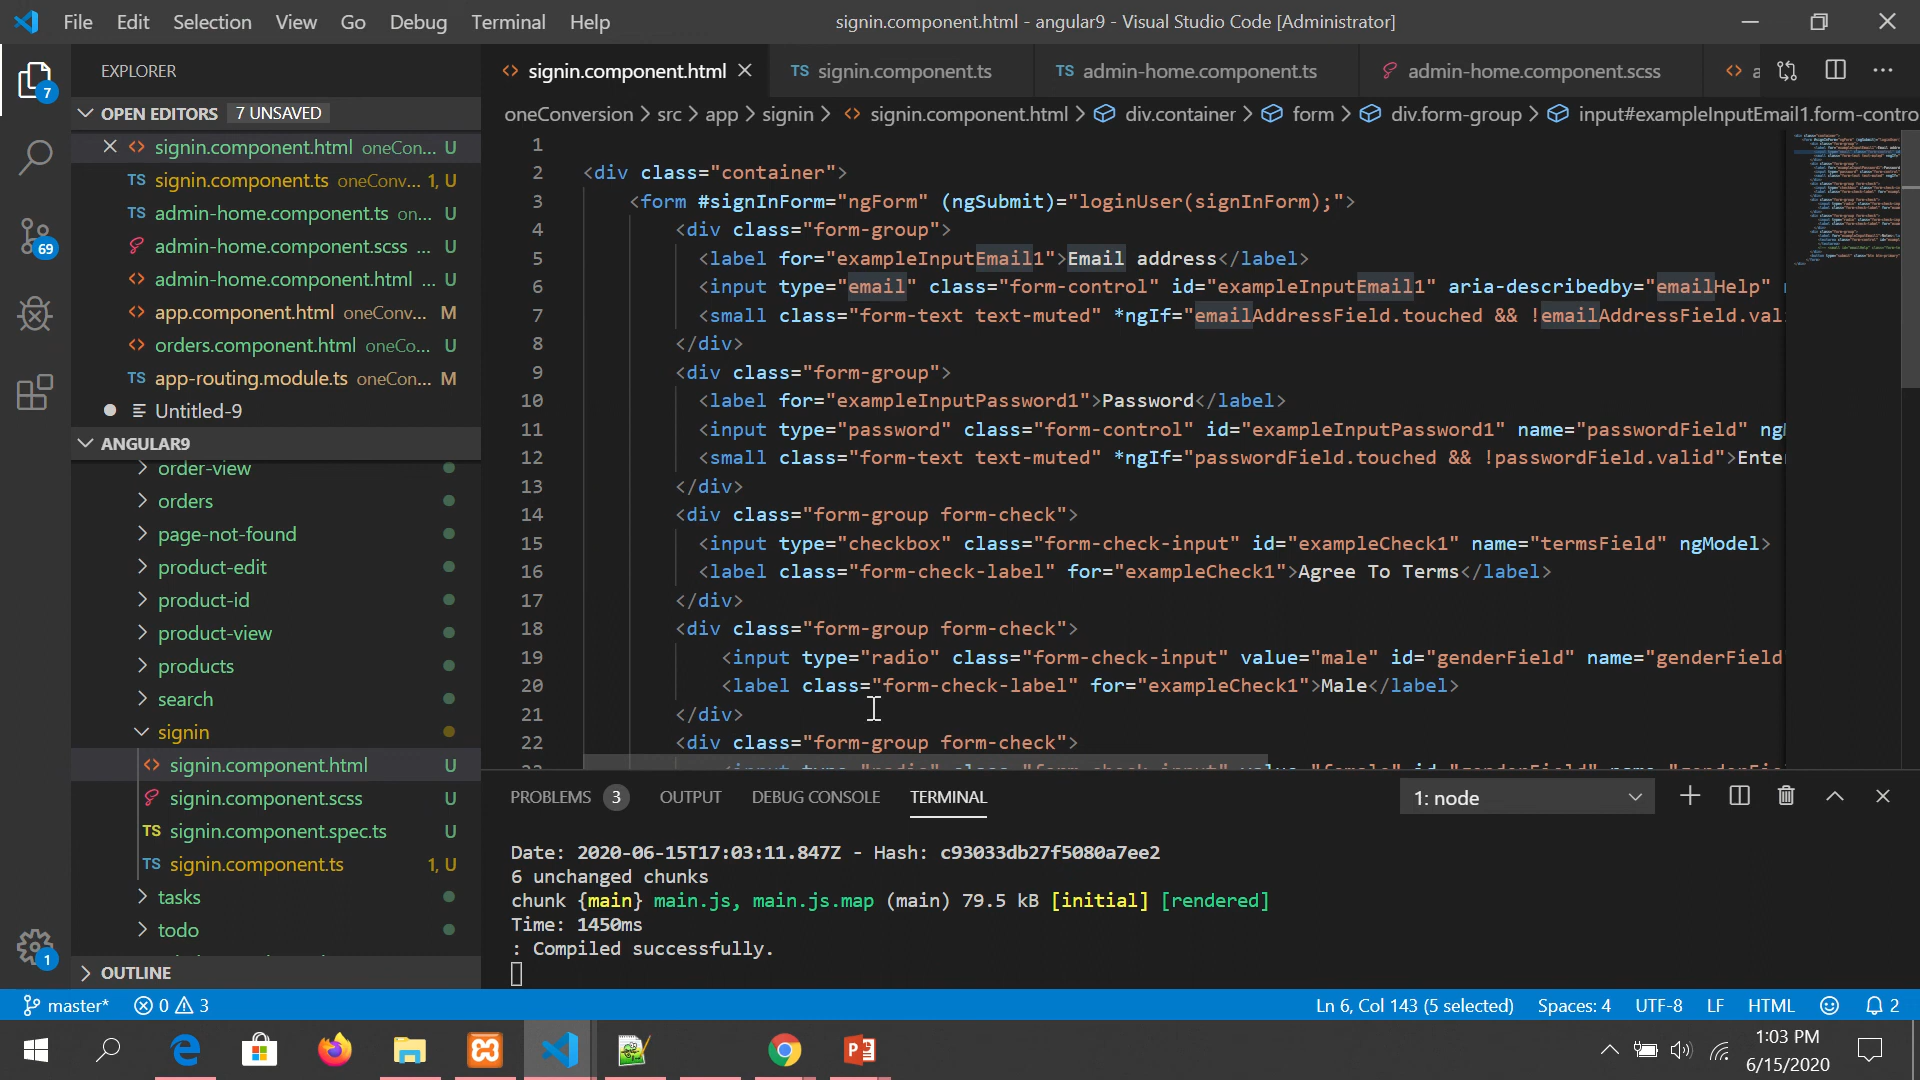 File Edit Selection View Go Debug Terminal Help
signin.component.html - angular9 - Visual Studio Code [Administrator]
7
69
1
EXPLORER
OPEN EDITORS 7 UNSAVED
signin.component.html oneCon... U
TS signin.component.ts oneConv... 1, U
TS admin-home.component.ts on... U
admin-home.component.scss ... U
admin-home.component.html ... U
app.component.html oneConv... M
orders.component.html oneCo... U
TS app-routing.module.ts oneCon... M
Untitled-9
ANGULAR9
order-view
orders
page-not-found
product-edit
product-id
product-view
products
search
signin
signin.component.html U
signin.component.scss U
TS signin.component.spec.ts U
TS signin.component.ts 1, U
tasks
todo
OUTLINE
signin.component.html
TS signin.component.ts
TS admin-home.component.ts
admin-home.component.scss
oneConversion > src > app > signin > signin.component.html > div.container > form > div.form-group > input#exampleInputEmail1.form-contro
1
2 <div class="container">
3 <form #signInForm="ngForm" (ngSubmit)="loginUser(signInForm);">
4 <div class="form-group">
5 <label for="exampleInputEmail1">Email address</label>
6 <input type="email" class="form-control" id="exampleInputEmail1" aria-describedby="emailHelp"
7 <small class="form-text text-muted" *ngIf="emailAddressField.touched && !emailAddressField.vali
8 </div>
9 <div class="form-group">
10 <label for="exampleInputPassword1">Password</label>
11 <input type="password" class="form-control" id="exampleInputPassword1" name="passwordField" ng
12 <small class="form-text text-muted" *ngIf="passwordField.touched && !passwordField.valid">Enter
13 </div>
14 <div class="form-group form-check">
15 <input type="checkbox" class="form-check-input" id="exampleCheck1" name="termsField" ngModel>
16 <label class="form-check-label" for="exampleCheck1">Agree To Terms</label>
17 </div>
18 <div class="form-group form-check">
19 <input type="radio" class="form-check-input" value="male" id="genderField" name="genderField
20 <label class="form-check-label" for="exampleCheck1">Male</label>
21 </div>
22 <div class="form-group form-check">
PROBLEMS 3 OUTPUT DEBUG CONSOLE TERMINAL
1: node
Date: 2020-06-15T17:03:11.847Z - Hash: c93033db27f5080a7ee2
6 unchanged chunks
chunk {main} main.js, main.js.map (main) 79.5 kB [initial] [rendered]
Time: 1450ms
: Compiled successfully.
master* 0 3
Ln 6, Col 143 (5 selected) Spaces: 4 UTF-8 LF HTML 2
1:03 PM
6/15/2020